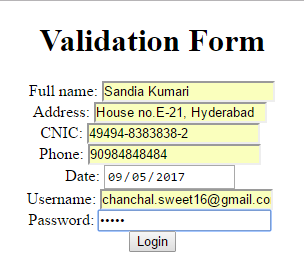 Validation Form
Full name: Sandia Kumari
Address: House no.E-21, Hyderabad
CNIC: 49494-8383838-2
Phone: 90984848484
Date: 09/05/2017
Username: chanchal.sweet16@gmail.co
Password: •••••
Login